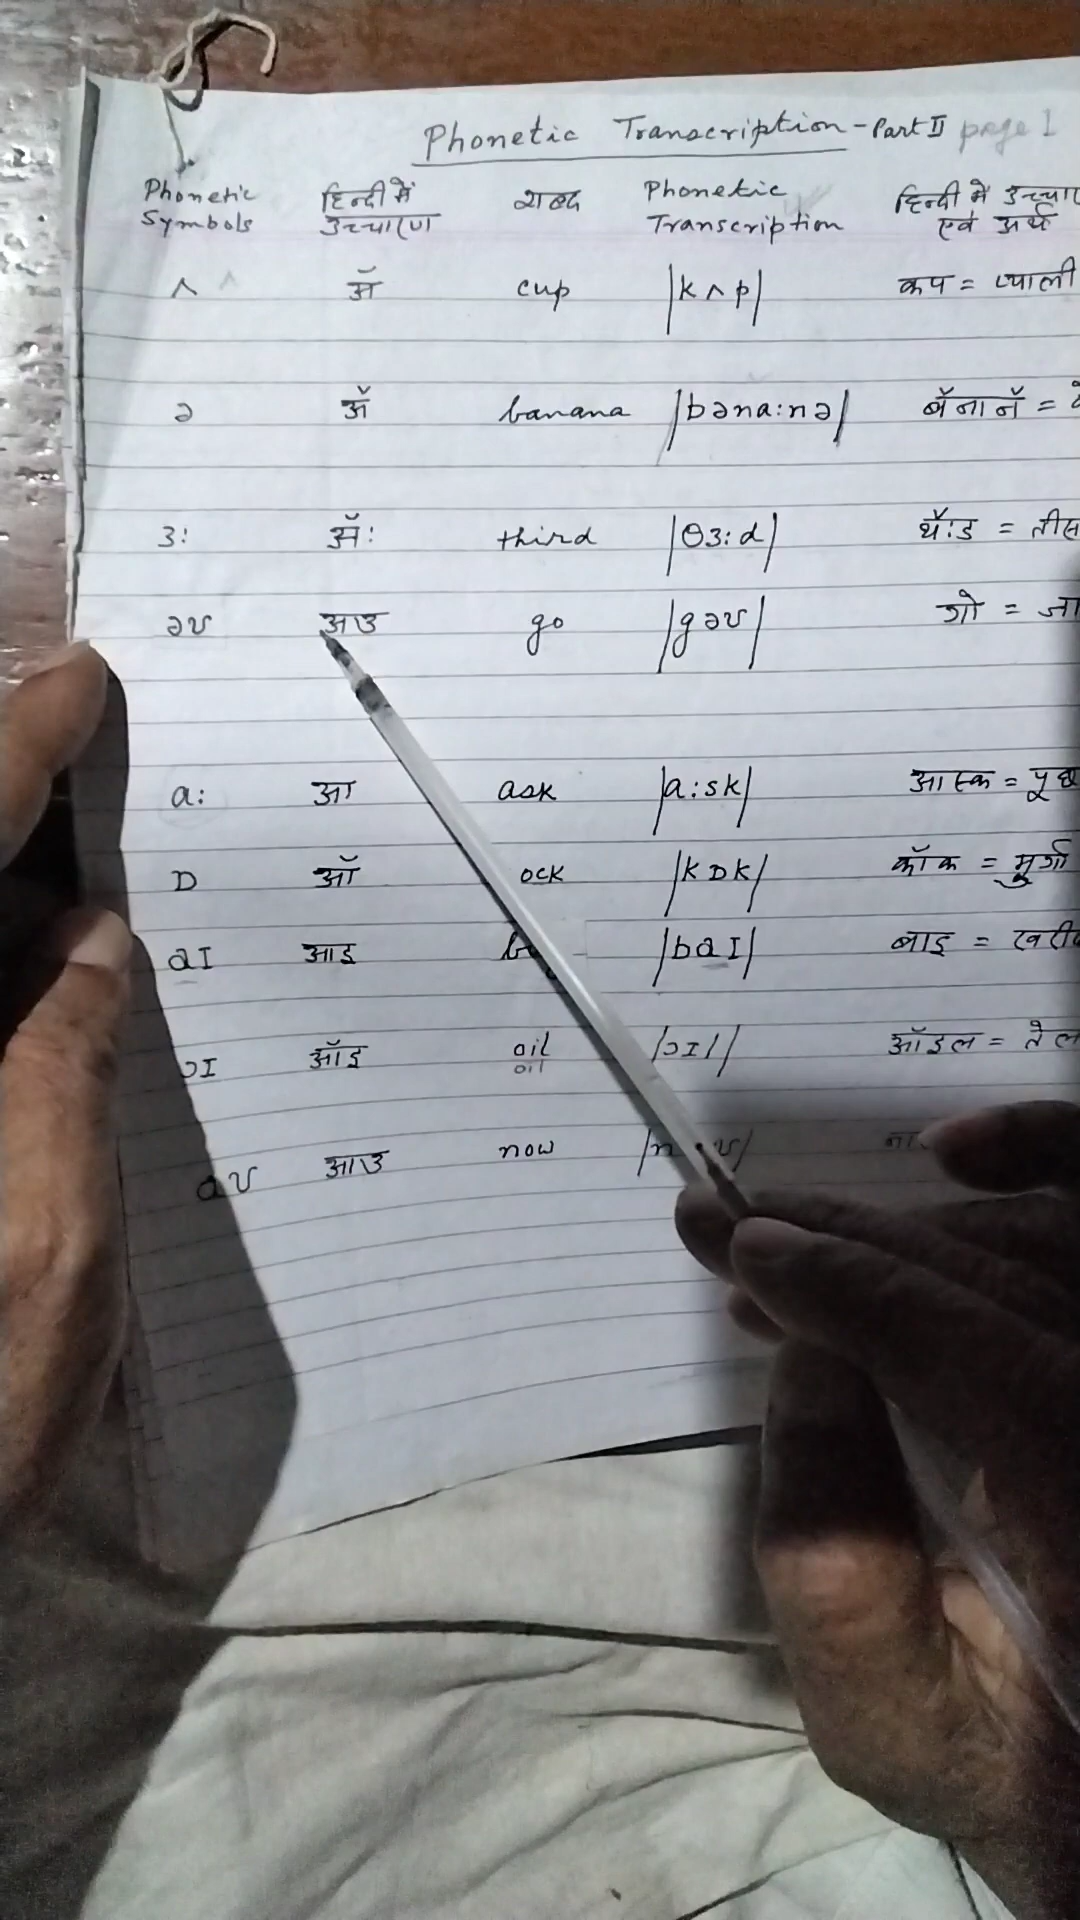 Phonetic Transcription - Part II page 1
Phonetic Symbols हिन्दी में उच्चारण शब्द Phonetic Transcription हिन्दी में उच्चार एवं अर्थ
ʌ ʌ अॅ cup /kʌp/ कप = प्याली
ə अॅ banana /bəna:nə/ बॅनानॅ =
3: अॅ: third /θ3:d/ थॅ:ड = तीस
əʊ अउ go /gəʊ/ गो = जा
a: आ ask /a:sk/ आस्क = पूछ
ɒ ऑ ock /kɒk/ कॉक = मुर्गा
aI आइ /baI/ बाइ = खरी
ɔI ऑइ oil oil /ɔIl/ ऑइल = तेल
aʊ आउ now